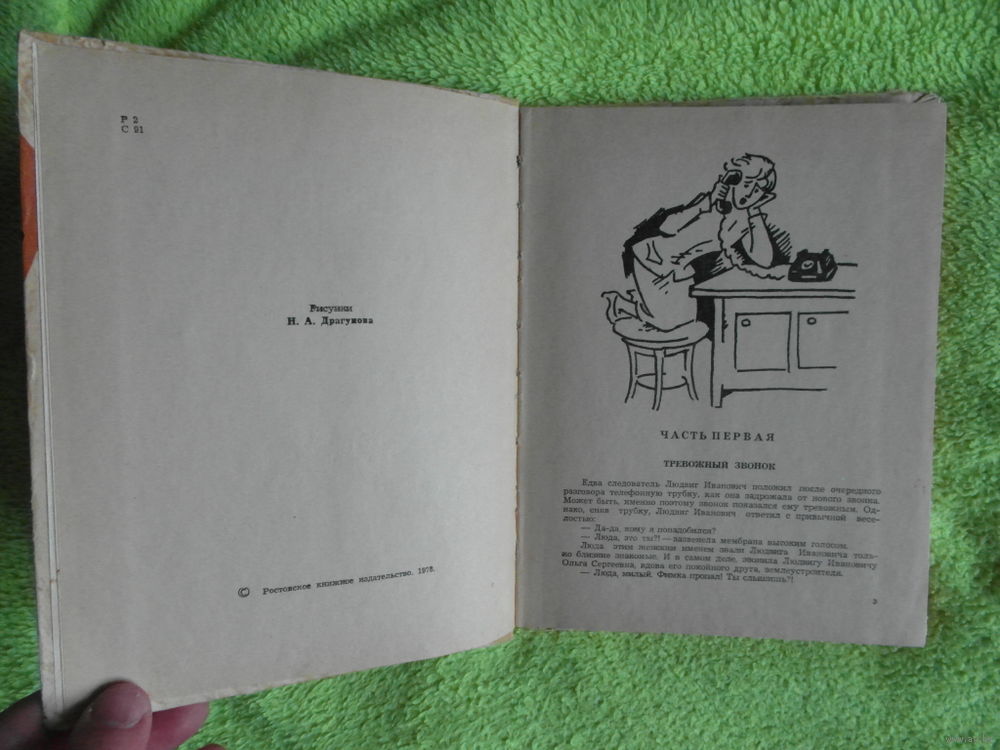 Р 2
С 91
Рисунки
Н. А. Драгунова
© Ростовское книжное издательство. 1978.
ЧАСТЬ ПЕРВАЯ
ТРЕВОЖНЫЙ ЗВОНОК
Едва следователь Людвиг Иванович положил после очередного
разговора телефонную трубку, как она задрожала от нового звонка.
Может быть, именно поэтому звонок показался ему тревожным. Од-
нако, сняв трубку, Людвиг Иванович ответил с привычной весе-
лостью:
— Да-да, кому я понадобился?
— Люда, это ты?! — зазвенела мембрана высоким голосом.
Люда этим женским именем звали Людвига Ивановича толь-
ко близкие знакомые. И в самом деле, звонила Людвигу Ивановичу
Ольга Сергеевна, вдова его покойного друга, землеустроителя.
— Люда, милый. Фимка пропал! Ты слышишь?!
3